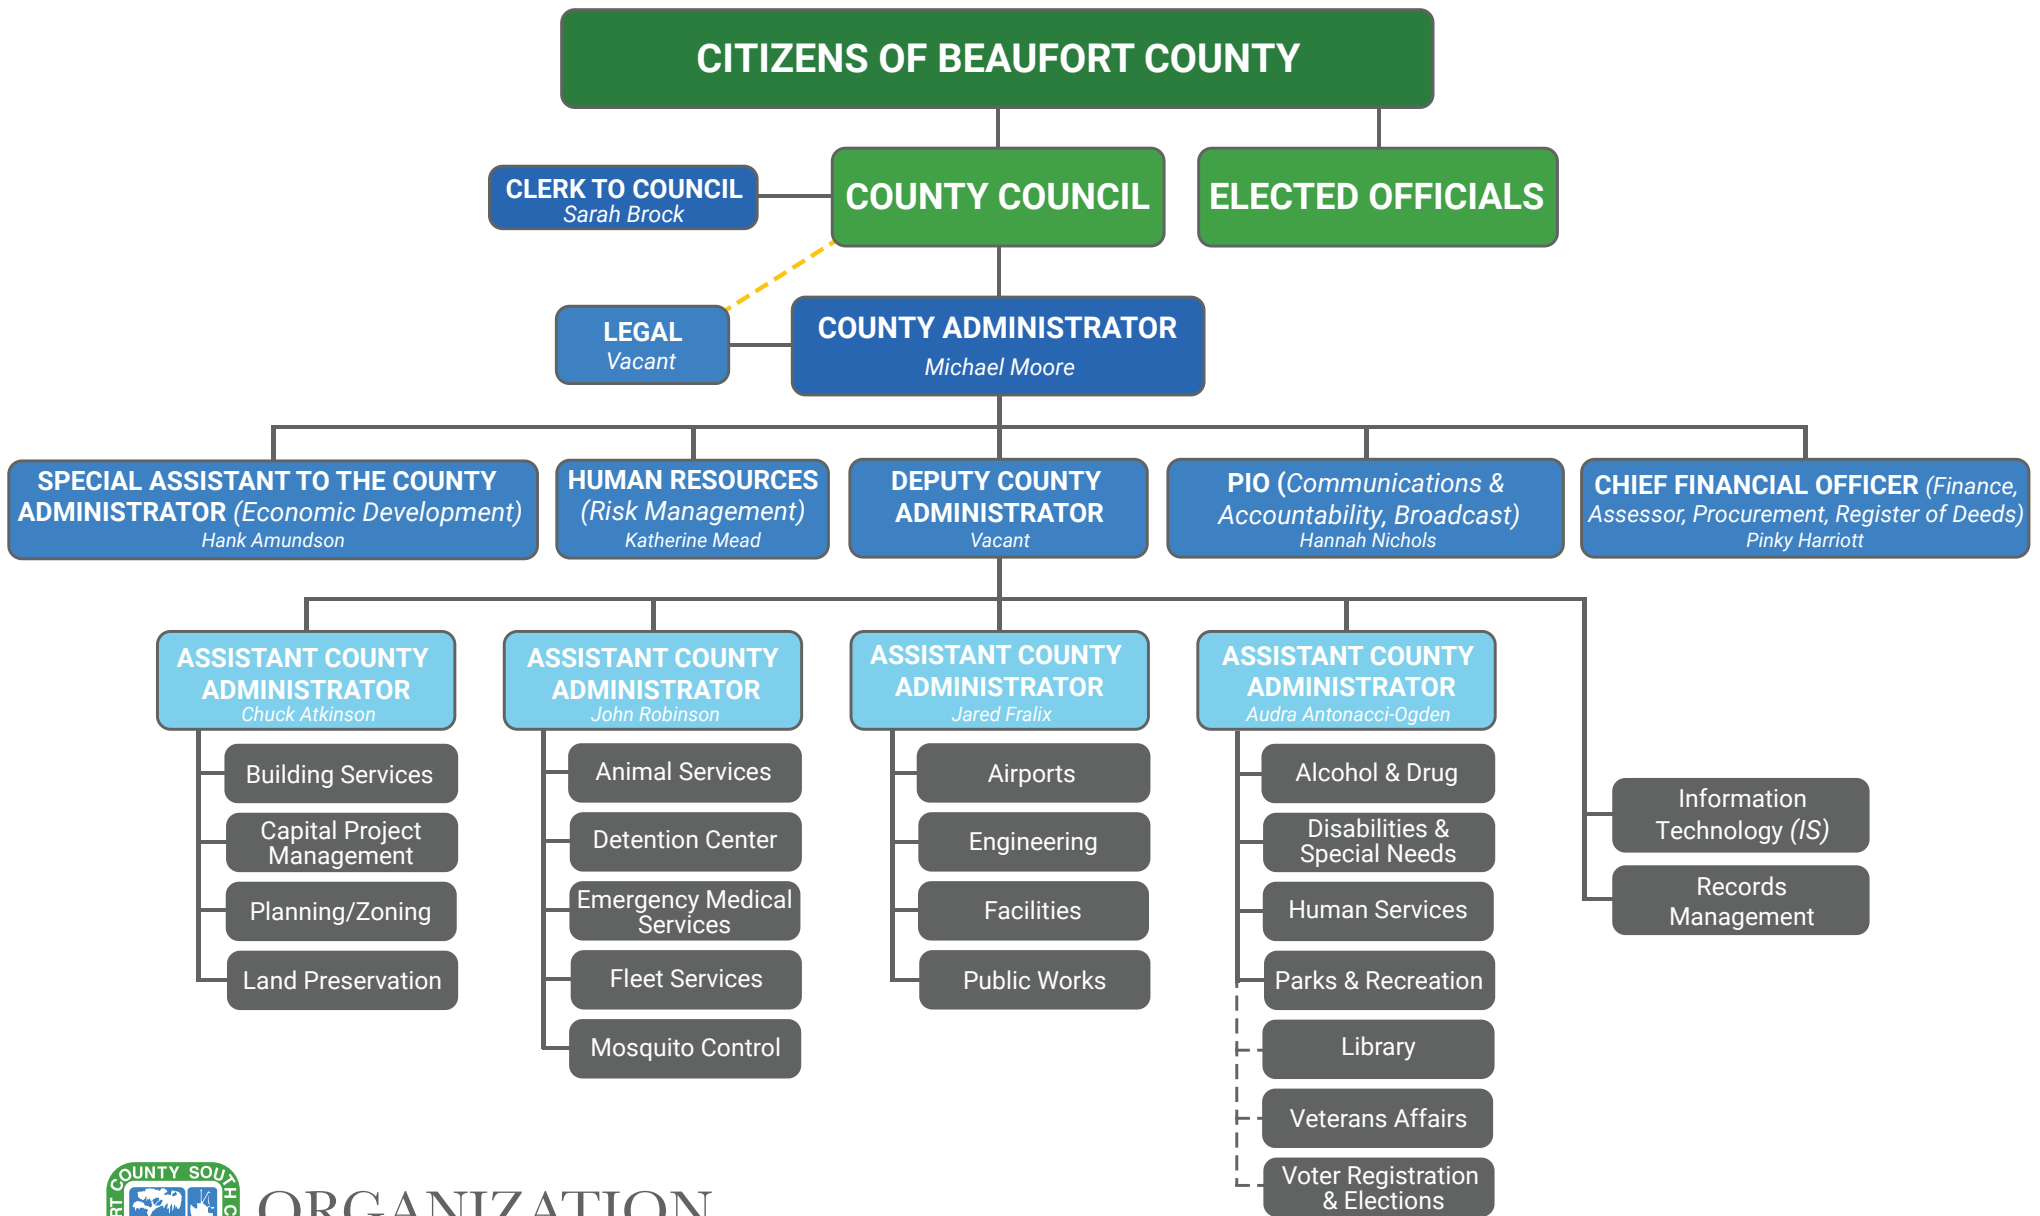 CITIZENS OF BEAUFORT COUNTY
CLERK TO COUNCIL
Sarah Brock
COUNTY COUNCIL
ELECTED OFFICIALS
LEGAL
Vacant
COUNTY ADMINISTRATOR
Michael Moore
SPECIAL ASSISTANT TO THE COUNTY
ADMINISTRATOR (Economic Development)
Hank Amundson
HUMAN RESOURCES
(Risk Management)
Katherine Mead
DEPUTY COUNTY
ADMINISTRATOR
Vacant
PIO (Communications &
Accountability, Broadcast)
Hannah Nichols
CHIEF FINANCIAL OFFICER (Finance,
Assessor, Procurement, Register of Deeds)
Pinky Harriott
ASSISTANT COUNTY
ADMINISTRATOR
Chuck Atkinson
Building Services
Capital Project
Management
Planning/Zoning
Land Preservation
ASSISTANT COUNTY
ADMINISTRATOR
John Robinson
Animal Services
Detention Center
Emergency Medical
Services
Fleet Services
Mosquito Control
ASSISTANT COUNTY
ADMINISTRATOR
Jared Fralix
Airports
Engineering
Facilities
Public Works
ASSISTANT COUNTY
ADMINISTRATOR
Audra Antonacci-Ogden
Alcohol & Drug
Disabilities &
Special Needs
Human Services
Parks & Recreation
Library
Veterans Affairs
Voter Registration
& Elections
Information
Technology (IS)
Records
Management
COUNTY SOUTH
ORGANIZATION